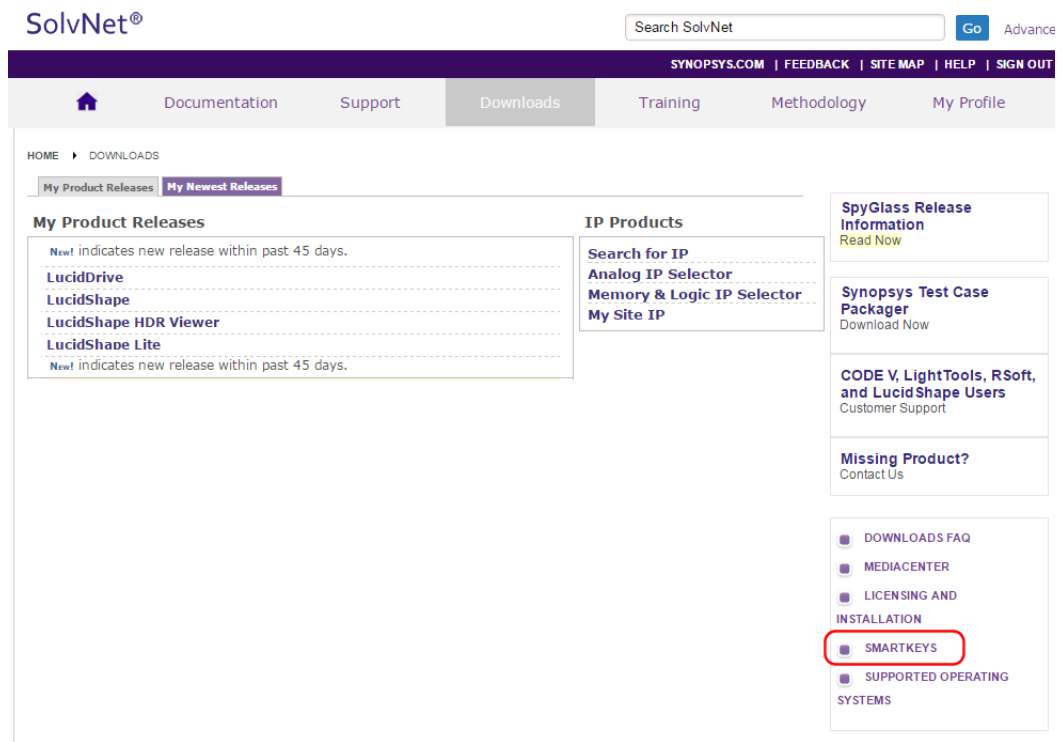 SolvNet®
Search SolvNet
Go
Advance
SYNOPSYS.COM | FEEDBACK | SITE MAP | HELP | SIGN OUT
Documentation
Support
Downloads
Training
Methodology
My Profile
HOME DOWNLOADS
My Product Releases
My Newest Releases
My Product Releases
New! indicates new release within past 45 days.
LucidDrive
LucidShape
LucidShape HDR Viewer
LucidShape Lite
New! indicates new release within past 45 days.
IP Products
Search for IP
Analog IP Selector
Memory & Logic IP Selector
My Site IP
SpyGlass Release
Information
Read Now
Synopsys Test Case
Packager
Download Now
CODE V, LightTools, RSoft,
and LucidShape Users
Customer Support
Missing Product?
Contact Us
DOWNLOADS FAQ
MEDIACENTER
LICENSING AND
INSTALLATION
SMARTKEYS
SUPPORTED OPERATING
SYSTEMS